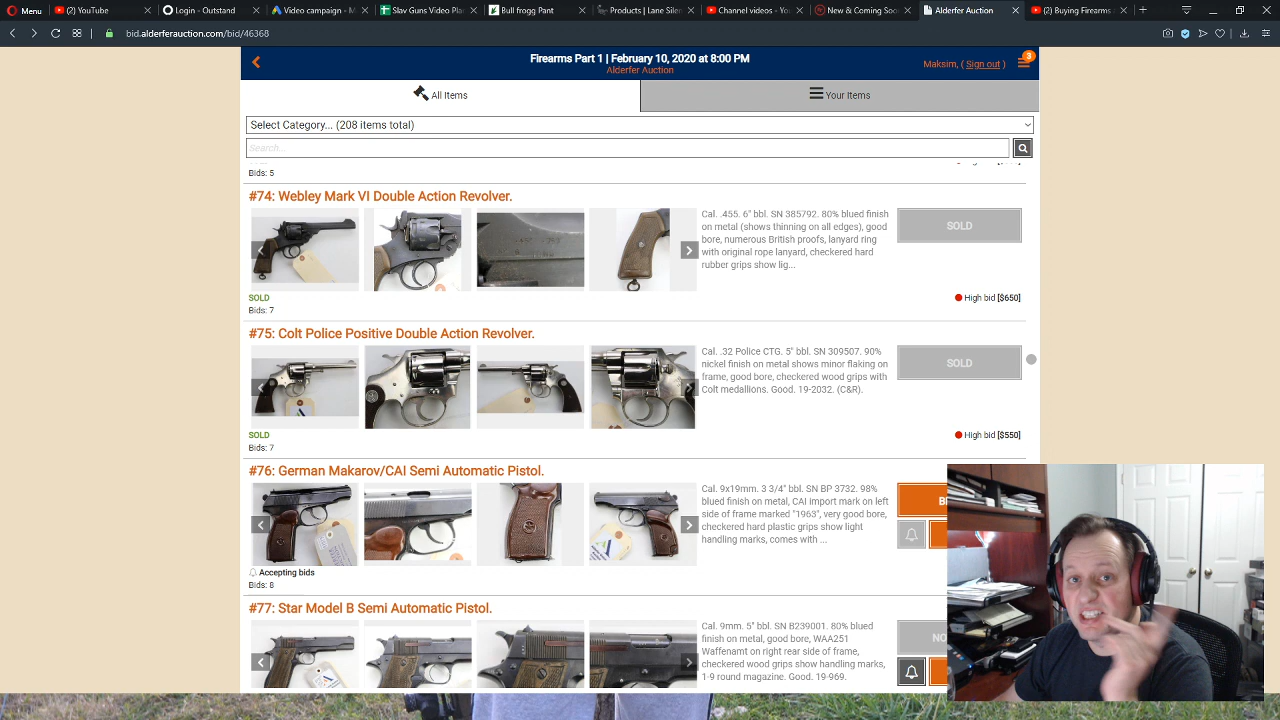 Menu
YouTube
Login - Outstand
Video campaign - M
Slav Guns Video Plan
Bull frogg Pant
Products | Lane Silen
Channel videos - You
New & Coming Soo
Alderfer Auction
(2) Buying Firearms
bid.alderferauction.com/bid/46368
Firearms Part 1 | February 10, 2020 at 8:00 PM
Alderfer Auction
Maksim, ( Sign out )
3
All Items
Your Items
Select Category... (208 items total)
Search...
Bids: 5
#74: Webley Mark VI Double Action Revolver.
Cal. .455. 6" bbl. SN 385792. 80% blued finish
on metal (shows thinning on all edges), good
bore, numerous British proofs, lanyard ring
with original rope lanyard, checkered hard
rubber grips show lig...
SOLD
SOLD
Bids: 7
High bid [$650]
#75: Colt Police Positive Double Action Revolver.
Cal. .32 Police CTG. 5" bbl. SN 309507. 90%
nickel finish on metal shows minor flaking on
frame, good bore, checkered wood grips with
Colt medallions. Good. 19-2032. (C&R).
SOLD
SOLD
Bids: 7
High bid [$550]
#76: German Makarov/CAI Semi Automatic Pistol.
Cal. 9x19mm. 3 3/4" bbl. SN BP 3732. 98%
blued finish on metal, CAI import mark on left
side of frame marked "1963", very good bore,
checkered hard plastic grips show light
handling marks, comes with ...
B
Accepting bids
Bids: 8
#77: Star Model B Semi Automatic Pistol.
Cal. 9mm. 5" bbl. SN B239001. 80% blued
finish on metal, good bore, WAA251
Waffenamt on right rear side of frame,
checkered wood grips show handling marks,
1-9 round magazine. Good. 19-969.
NO